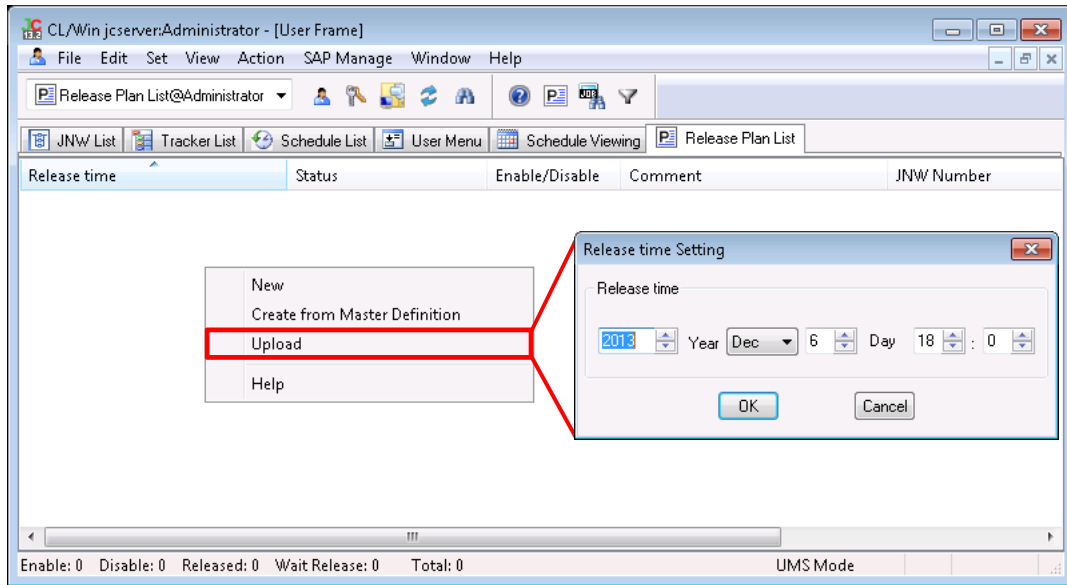 CL/Win jcserver:Administrator - [User Frame]
File Edit Set View Action SAP Manage Window Help
Release Plan List@Administrator
JNW List Tracker List Schedule List User Menu Schedule Viewing Release Plan List
Release time Status Enable/Disable Comment JNW Number
New
Create from Master Definition
Upload
Help
Release time Setting
Release time
2013 Year Dec 6 Day 18 : 0
OK Cancel
Enable: 0 Disable: 0 Released: 0 Wait Release: 0 Total: 0 UMS Mode